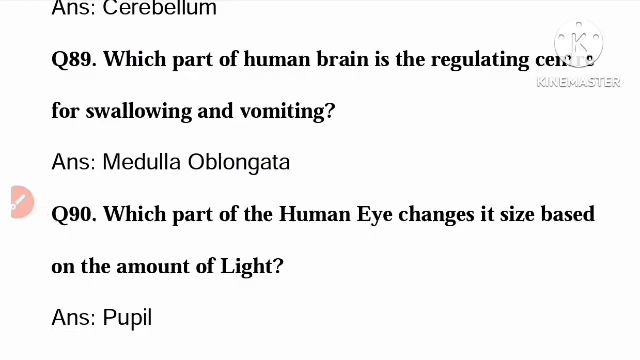 Ans: Cerebellum
Q89. Which part of human brain is the regulating centre
KINEMASTER
for swallowing and vomiting?
Ans: Medulla Oblongata
Q90. Which part of the Human Eye changes it size based
on the amount of Light?
Ans: Pupil